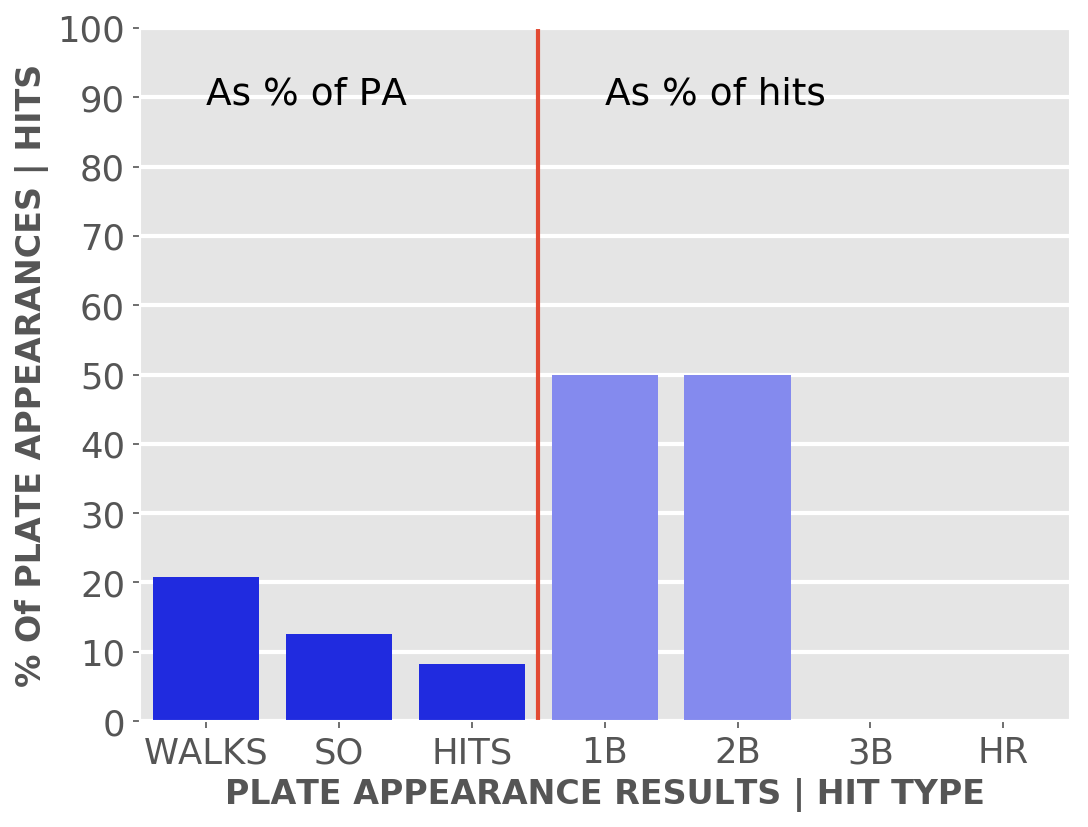 100
90
80
70
60
50
40
30
20
10
0
% Of PLATE APPEARANCES | HITS
As % of PA
As % of hits
WALKS SO HITS 1B 2B 3B HR
PLATE APPEARANCE RESULTS | HIT TYPE